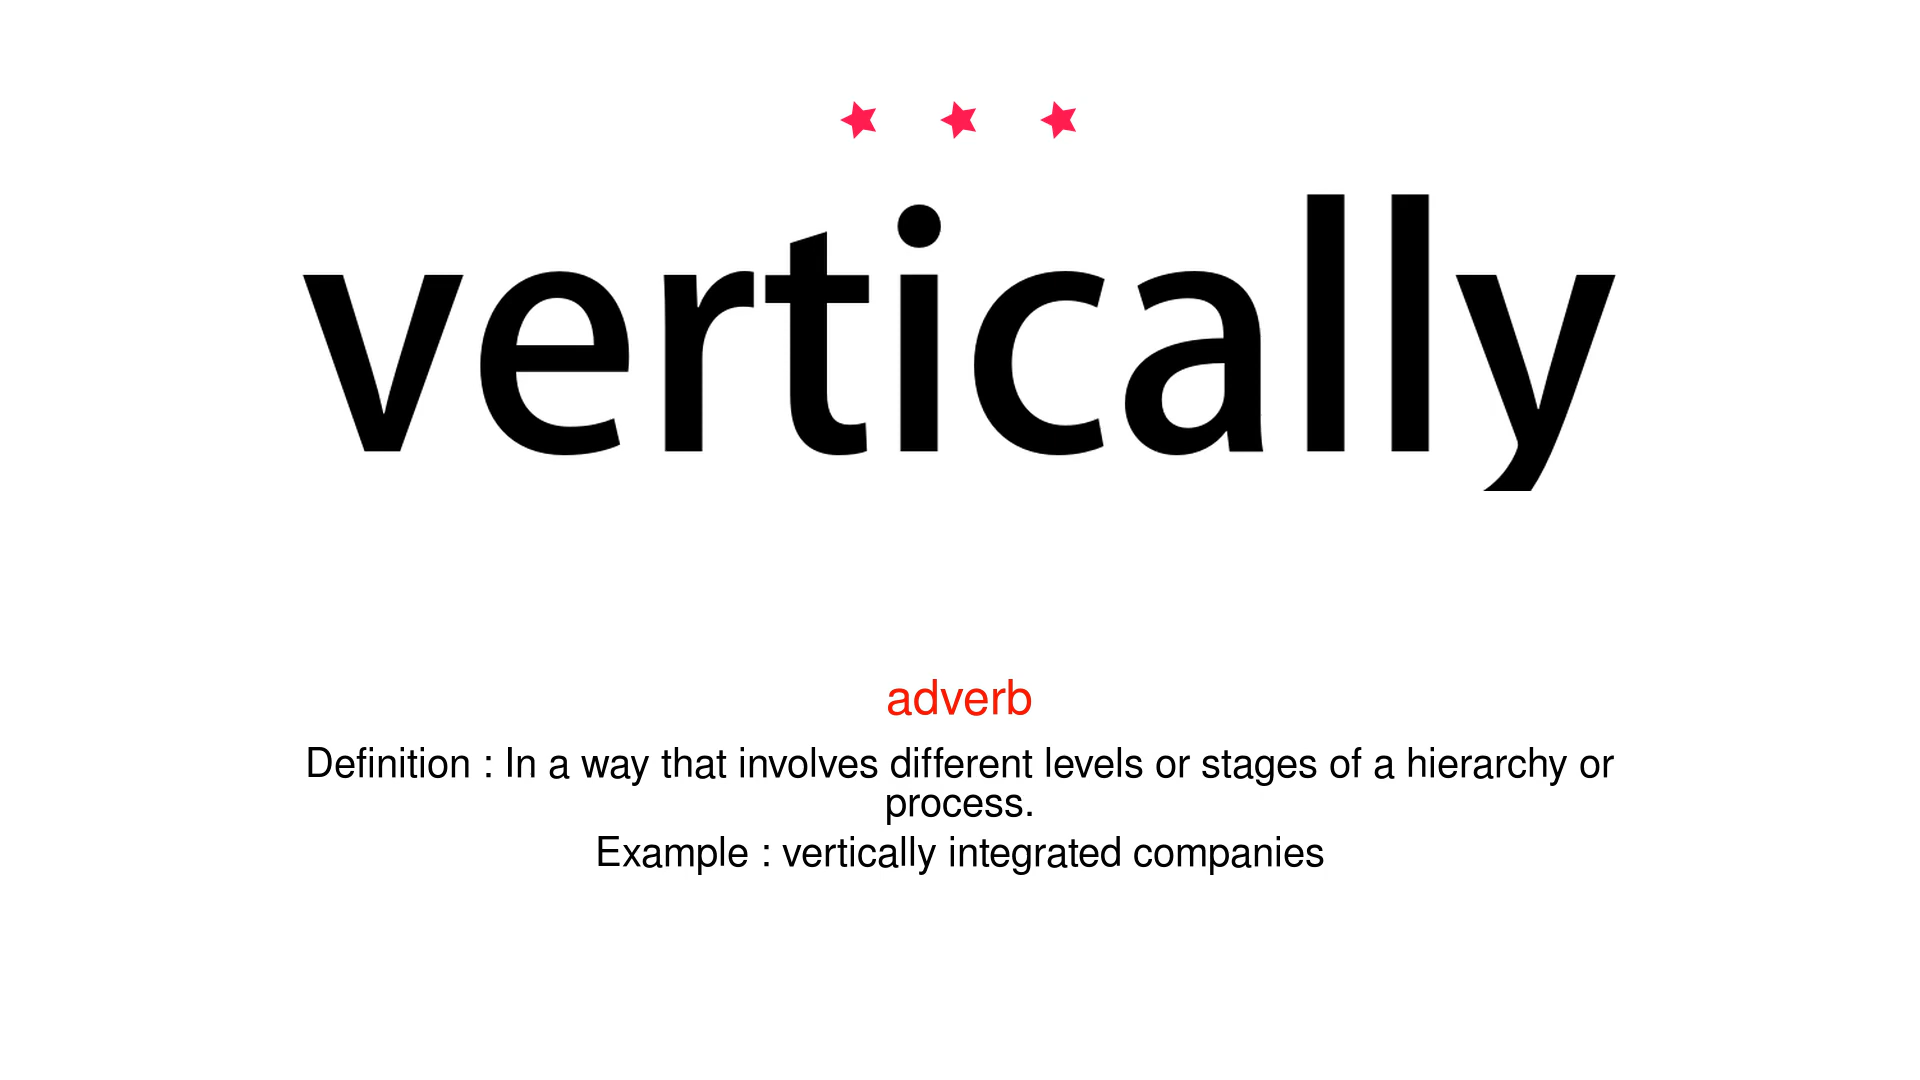 vertically
adverb
Definition : In a way that involves different levels or stages of a hierarchy or
process.
Example : vertically integrated companies